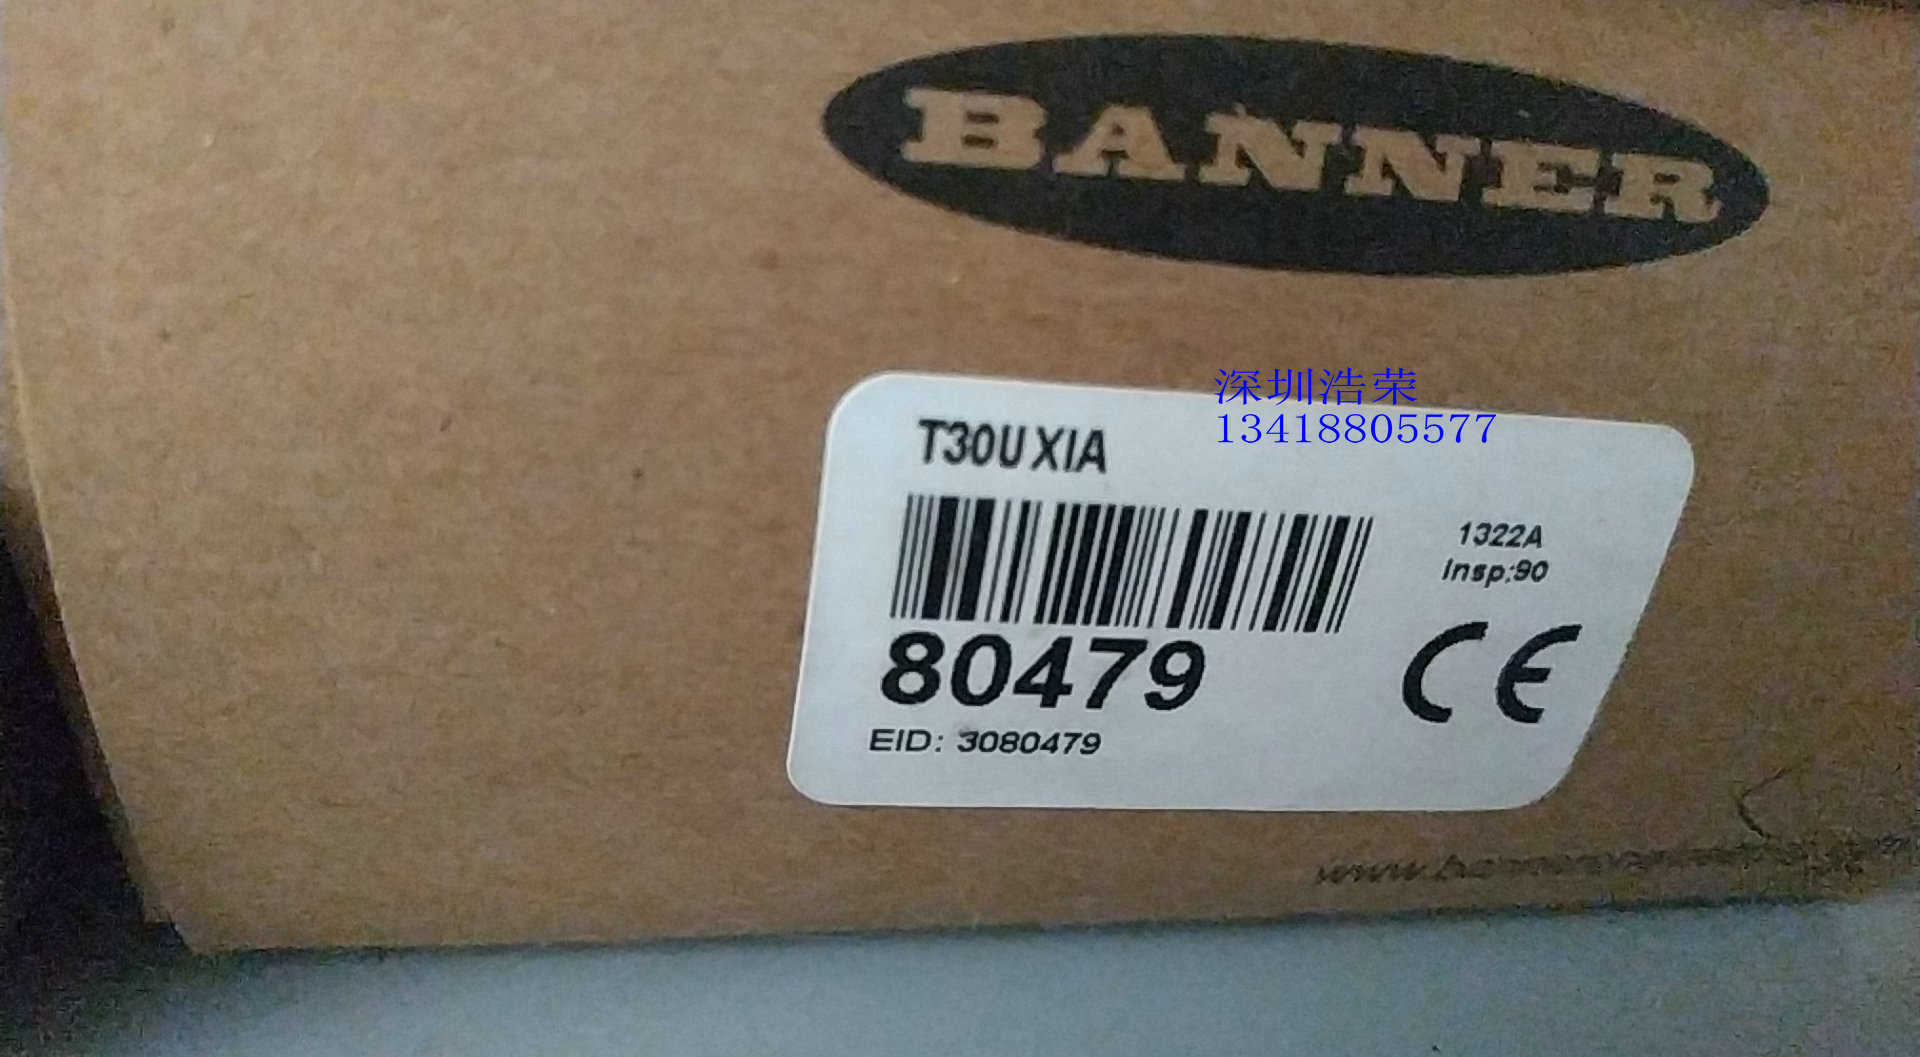 BANNER
深圳浩荣
13418805577
T30UXIA
1322A
Insp:90
80479
CE
EID: 3080479